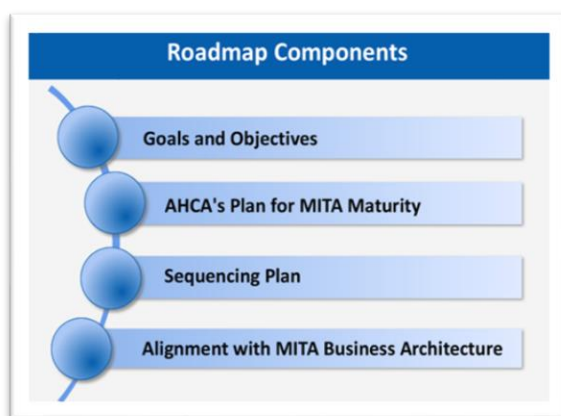 Roadmap Components
Goals and Objectives
AHCA's Plan for MITA Maturity
Sequencing Plan
Alignment with MITA Business Architecture